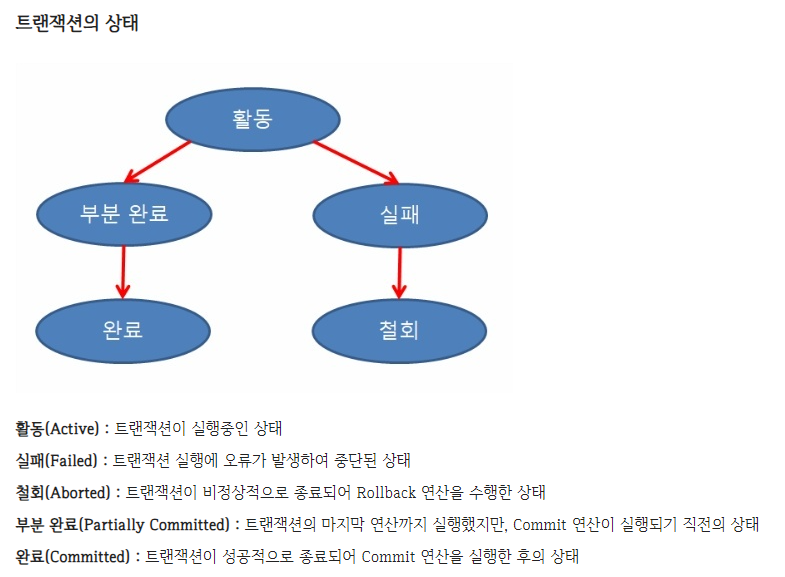 트랜잭션의 상태
활동
부분 완료
실패
완료
철회
활동(Active) : 트랜잭션이 실행중인 상태
실패(Failed) : 트랜잭션 실행에 오류가 발생하여 중단된 상태
철회(Aborted) : 트랜잭션이 비정상적으로 종료되어 Rollback 연산을 수행한 상태
부분 완료(Partially Committed) : 트랜잭션의 마지막 연산까지 실행했지만, Commit 연산이 실행되기 직전의 상태
완료(Committed) : 트랜잭션이 성공적으로 종료되어 Commit 연산을 실행한 후의 상태